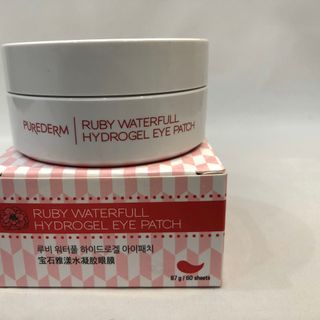 PUREDERM
RUBY WATERFULL
HYDROGEL EYE PATCH
RUBY WATERFULL
HYDROGEL EYE PATCH
루비 워터풀 하이드로겔 아이패치
宝石雅漾水凝胶眼膜
87g / 60 sheets